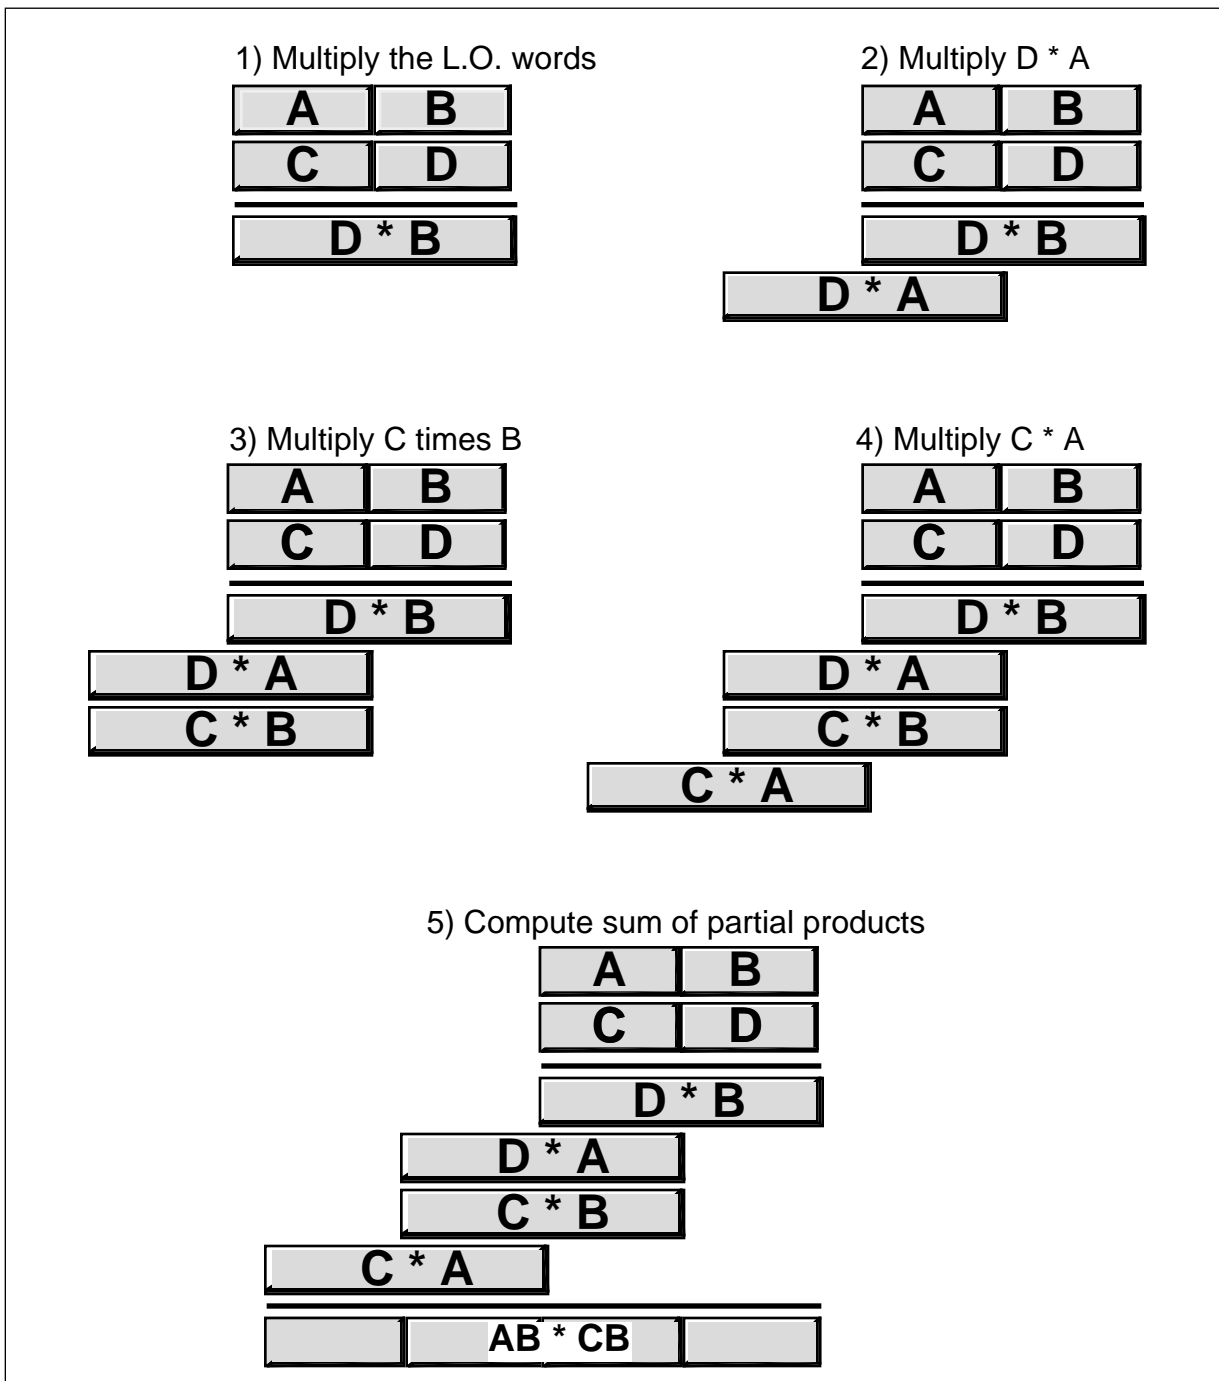 1) Multiply the L.O. words
A B
C D
D * B
2) Multiply D * A
A B
C D
D * B
D * A
3) Multiply C times B
A B
C D
D * B
D * A
C * B
4) Multiply C * A
A B
C D
D * B
D * A
C * B
C * A
5) Compute sum of partial products
A B
C D
D * B
D * A
C * B
C * A
AB * CB